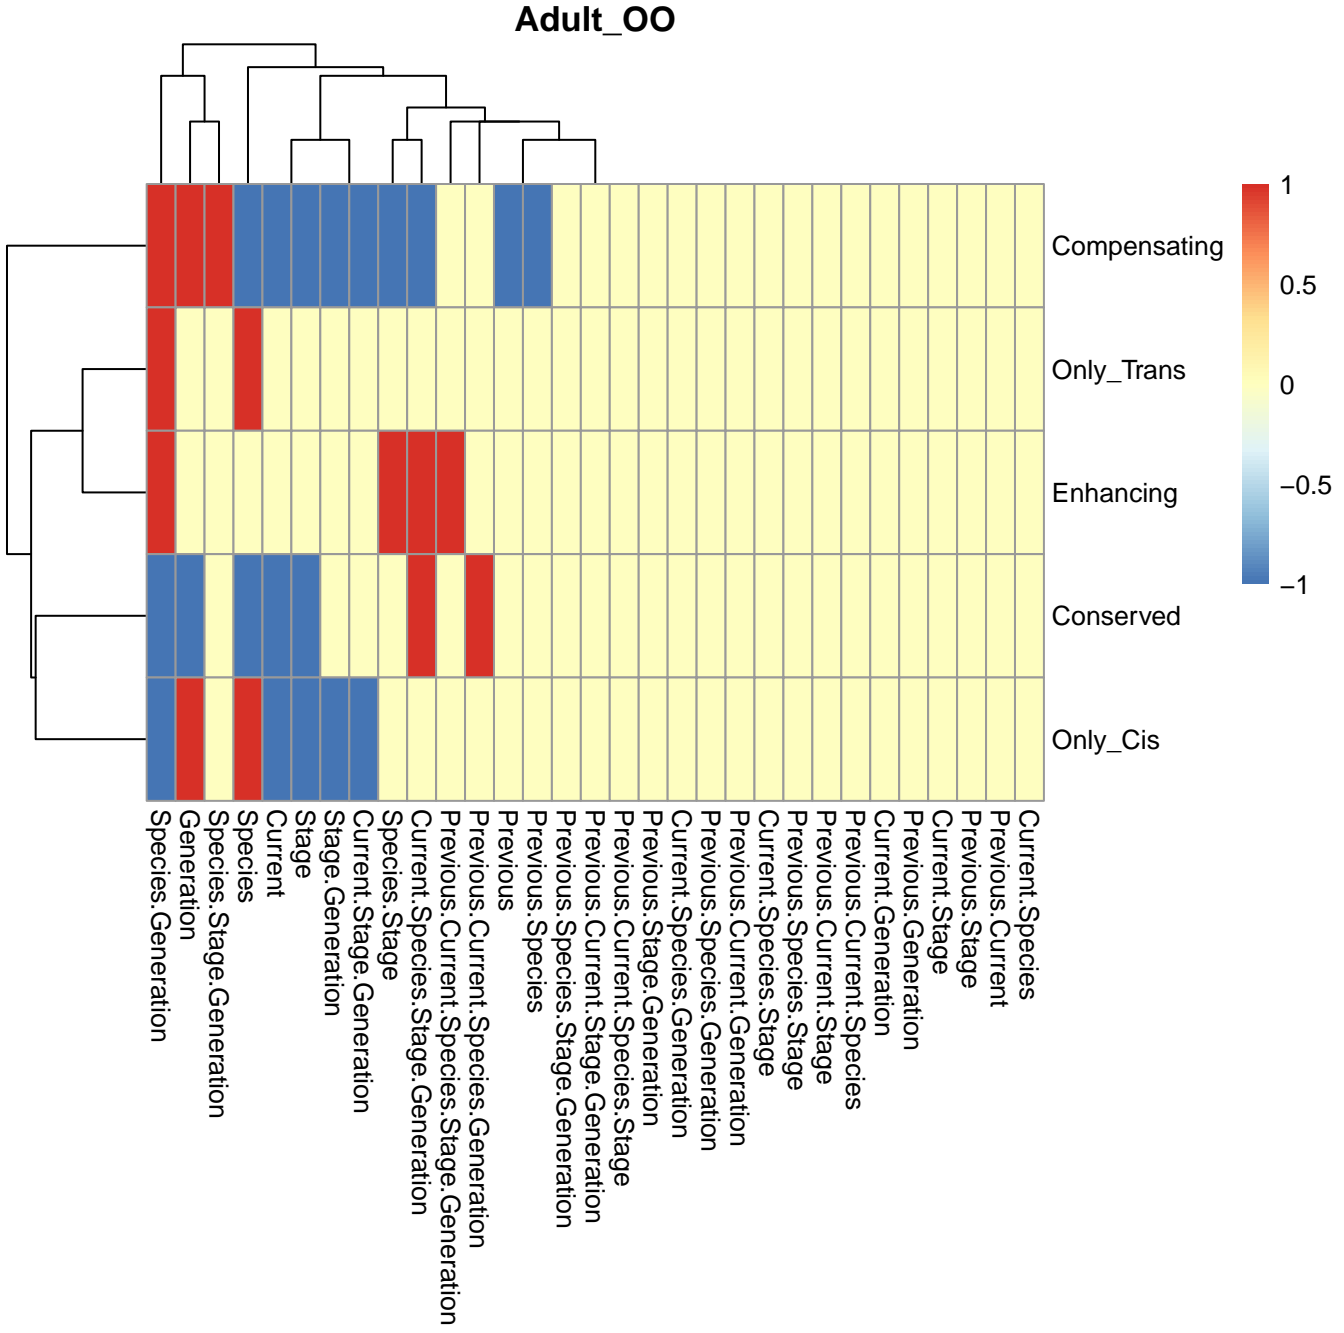 Adult_OO
1
0.5
0
−0.5
−1
Compensating
Only_Trans
Enhancing
Conserved
Only_Cis
Species.Generation
Generation
Species.Stage.Generation
Species
Current
Stage
Stage.Generation
Current.Stage.Generation
Species.Stage
Current.Species.Stage.Generation
Previous.Current.Species.Stage.Generation
Previous.Current.Species.Generation
Previous
Previous.Species
Previous.Species.Stage.Generation
Previous.Current.Stage.Generation
Previous.Current.Species.Stage
Previous.Stage.Generation
Current.Species.Generation
Previous.Species.Generation
Previous.Current.Generation
Current.Species.Stage
Previous.Species.Stage
Previous.Current.Stage
Previous.Current.Species
Current.Generation
Previous.Generation
Current.Stage
Previous.Stage
Previous.Current
Current.Species